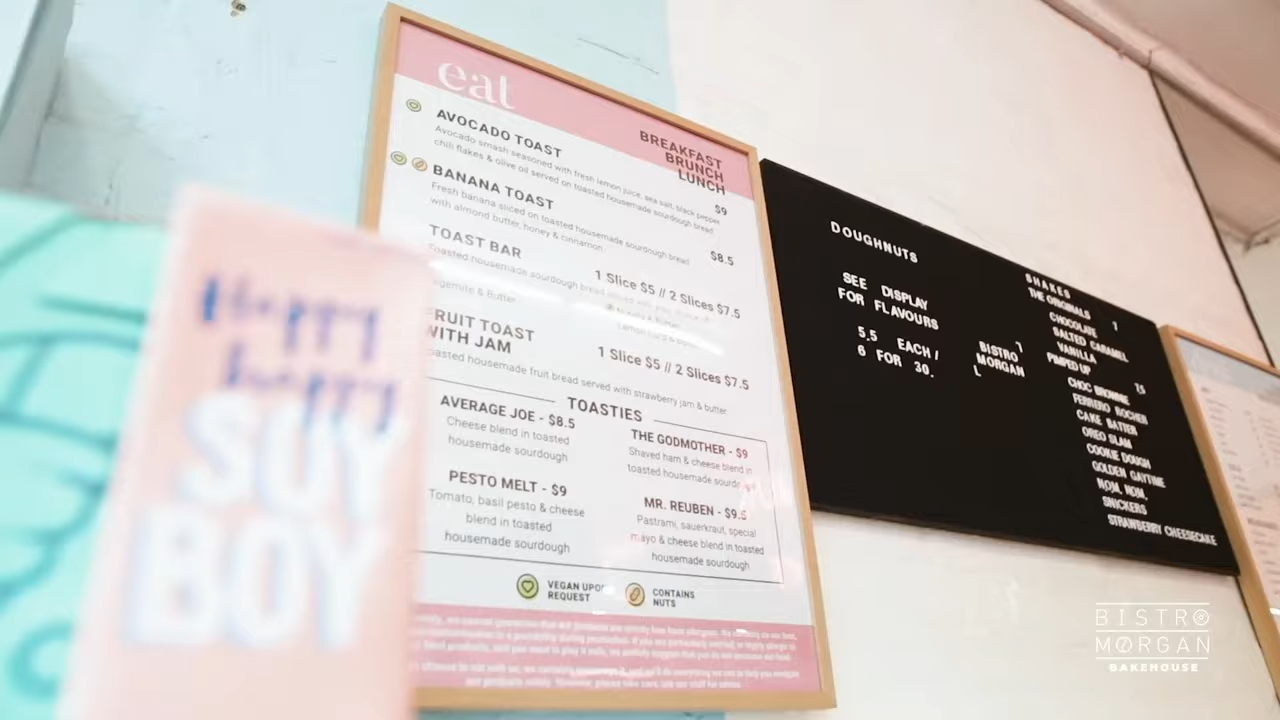 eat
BREAKFAST
BRUNCH
LUNCH
AVOCADO TOAST
$9
Avocado smash seasoned with fresh lemon juice, sea salt, black pepper
chili flakes & olive oil served on toasted housemade sourdough bread
BANANA TOAST
$8.5
Fresh banana sliced on toasted housemade sourdough bread
with almond butter, honey & cinnamon
TOAST BAR
1 Slice $5 // 2 Slices $7.5
Toasted housemade sourdough bread
& Butter
FRUIT TOAST
WITH JAM
1 Slice $5 // 2 Slices $7.5
Toasted housemade fruit bread served with strawberry jam & butter
TOASTIES
AVERAGE JOE - $8.5
Cheese blend in toasted
housemade sourdough
THE GODMOTHER - $9
Shaved ham & cheese blend in
toasted housemade sourdough
PESTO MELT - $9
Tomato, basil pesto & cheese
blend in toasted
housemade sourdough
MR. REUBEN - $9.5
Pastrami, sauerkraut, special
mayo & cheese blend in toasted
housemade sourdough
VEGAN UPON
REQUEST
CONTAINS
NUTS
DOUGHNUTS
SEE DISPLAY
FOR FLAVOURS
5.5 EACH /
6 FOR 30.
BISTRO
MORGAN
SHAKES
THE ORIGINALS 7
CHOCOLATE
SALTED CARAMEL
VANILLA
PIMPED UP 7.5
CHOC BROWNIE
FERRERO ROCHER
CAKE BATTER
OREO SLAM
COOKIE DOUGH
GOLDEN GAYTIME
NOM. NOM.
SNICKERS
STRAWBERRY CHEESECAKE
Happy
happy
SOY
BOY
BISTRO
MORGAN
BAKEHOUSE